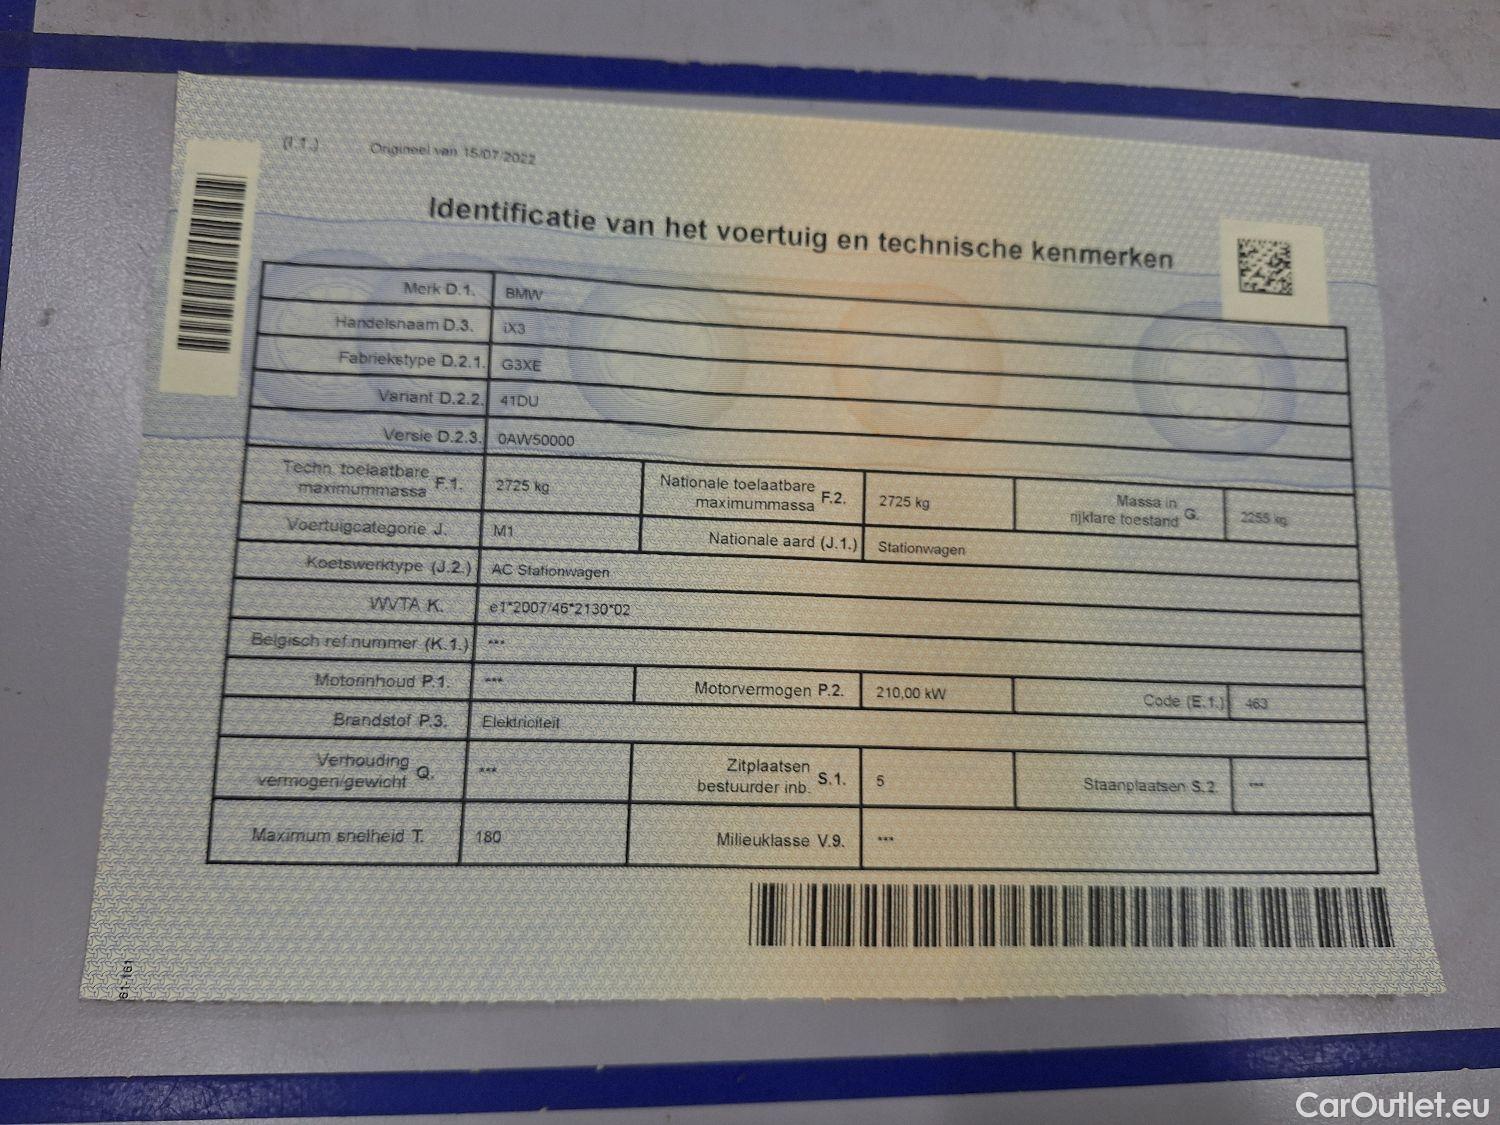 (I.1.) Origineel van 15/07/2022
Identificatie van het voertuig en technische kenmerken
Merk D.1. BMW
Handelsnaam D.3. iX3
Fabriekstype D.2.1. G3XE
Variant D.2.2. 41DU
Versie D.2.3. 0AW50000
Techn. toelaatbare maximummassa F.1. 2725 kg Nationale toelaatbare maximummassa F.2. 2725 kg Massa in rijklare toestand G. 2255 kg
Voertuigcategorie J. M1 Nationale aard (J.1.) Stationwagen
Koetswerktype (J.2.) AC Stationwagen
WVTA K. e1*2007/46*2130*02
Belgisch ref.nummer (K.1.) ***
Motorinhoud P.1. *** Motorvermogen P.2. 210,00 kW Code (E.1.) 463
Brandstof P.3. Elektriciteit
Verhouding vermogen/gewicht Q. *** Zitplaatsen bestuurder inb. S.1. 5 Staanplaatsen S.2. ***
Maximum snelheid T. 180 Milieuklasse V.9. ***
61-161
CarOutlet.eu